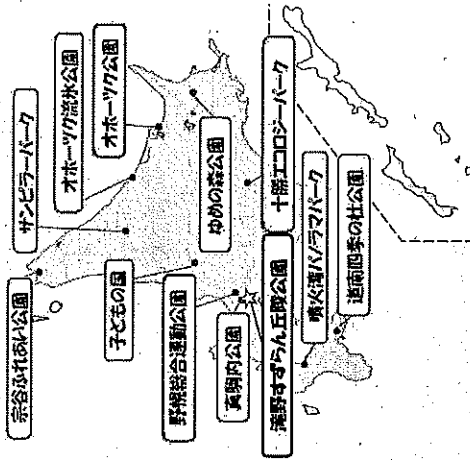 宗谷ふれあい公園
サンピラーパーク
オホーツク流氷公園
オホーツク公園
子どもの国
野幌総合運動公園
ゆめの森公園
真駒内公園
十勝エコロジーパーク
滝野すずらん丘陵公園
噴火湾パノラマパーク
道南四季の杜公園